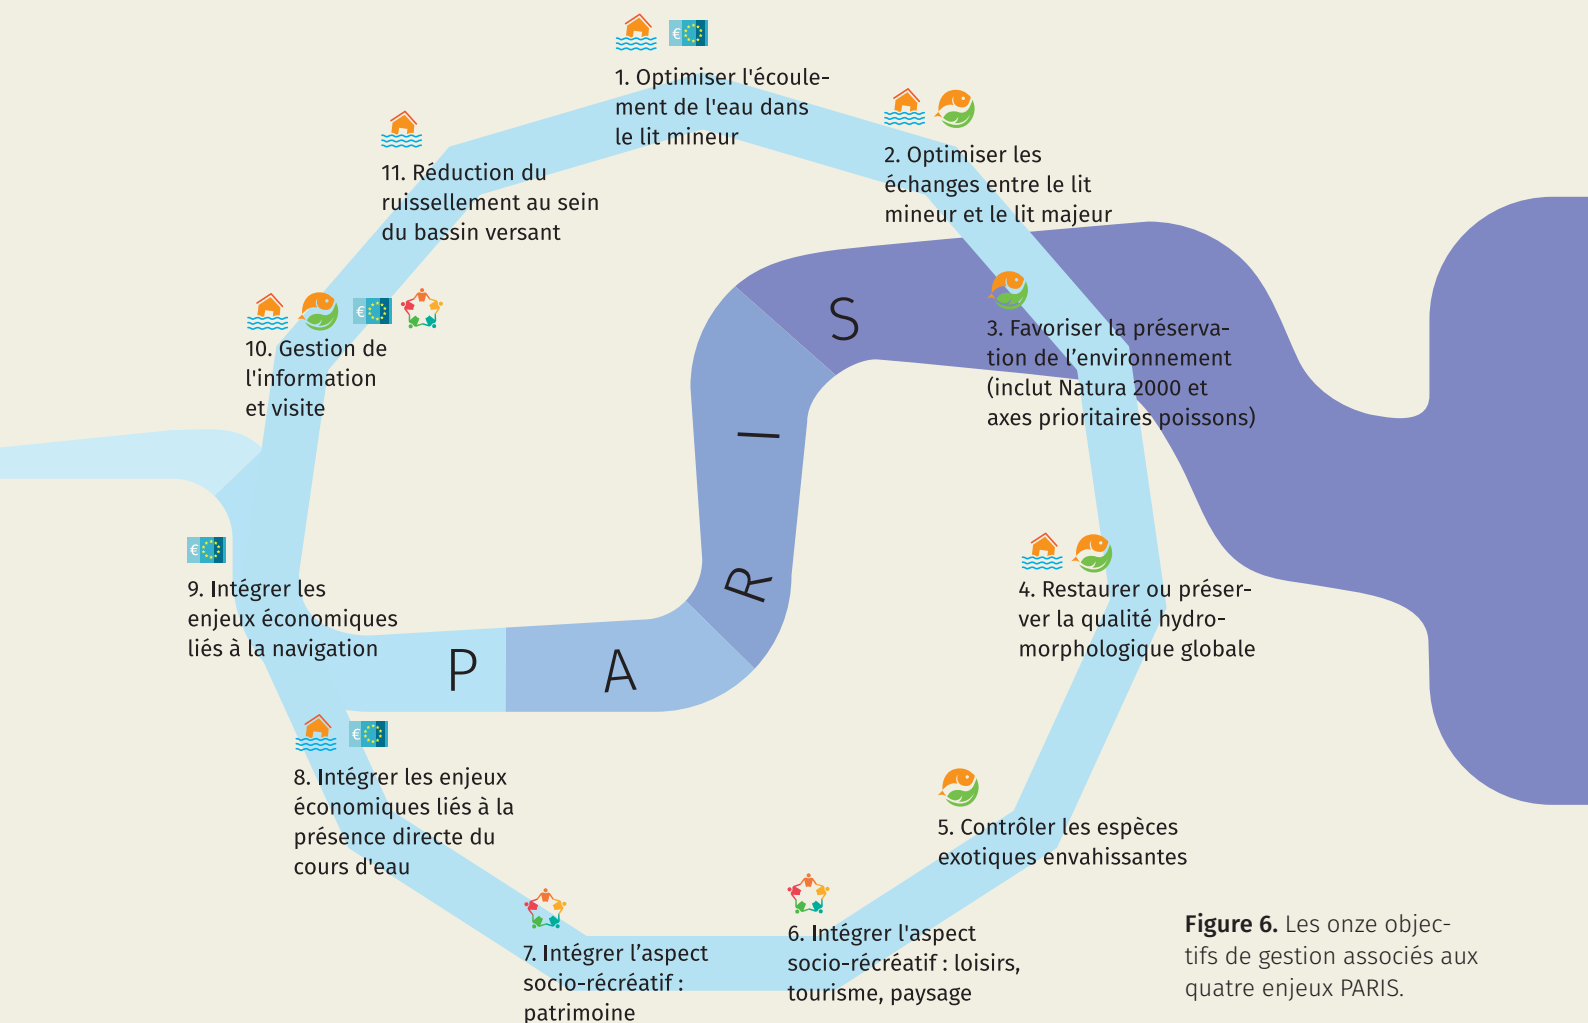 1. Optimiser l'écoule-
ment de l'eau dans
le lit mineur
2. Optimiser les
échanges entre le lit
mineur et le lit majeur
3. Favoriser la préserva-
tion de l’environnement
(inclut Natura 2000 et
axes prioritaires poissons)
4. Restaurer ou préser-
ver la qualité hydro-
morphologique globale
5. Contrôler les espèces
exotiques envahissantes
6. Intégrer l'aspect
socio-récréatif : loisirs,
tourisme, paysage
7. Intégrer l’aspect
socio-récréatif :
patrimoine
8. Intégrer les enjeux
économiques liés à la
présence directe du
cours d'eau
9. Intégrer les
enjeux économiques
liés à la navigation
10. Gestion de
l'information
et visite
11. Réduction du
ruissellement au sein
du bassin versant
P A R I S
Figure 6. Les onze objec-
tifs de gestion associés aux
quatre enjeux PARIS.